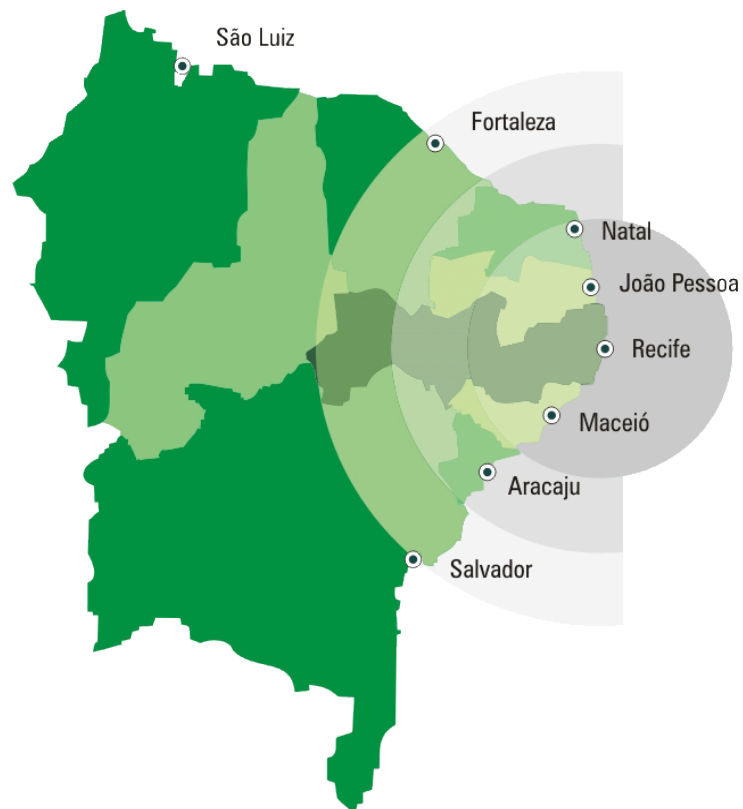 São Luiz
Fortaleza
Natal
João Pessoa
Recife
Maceió
Aracaju
Salvador